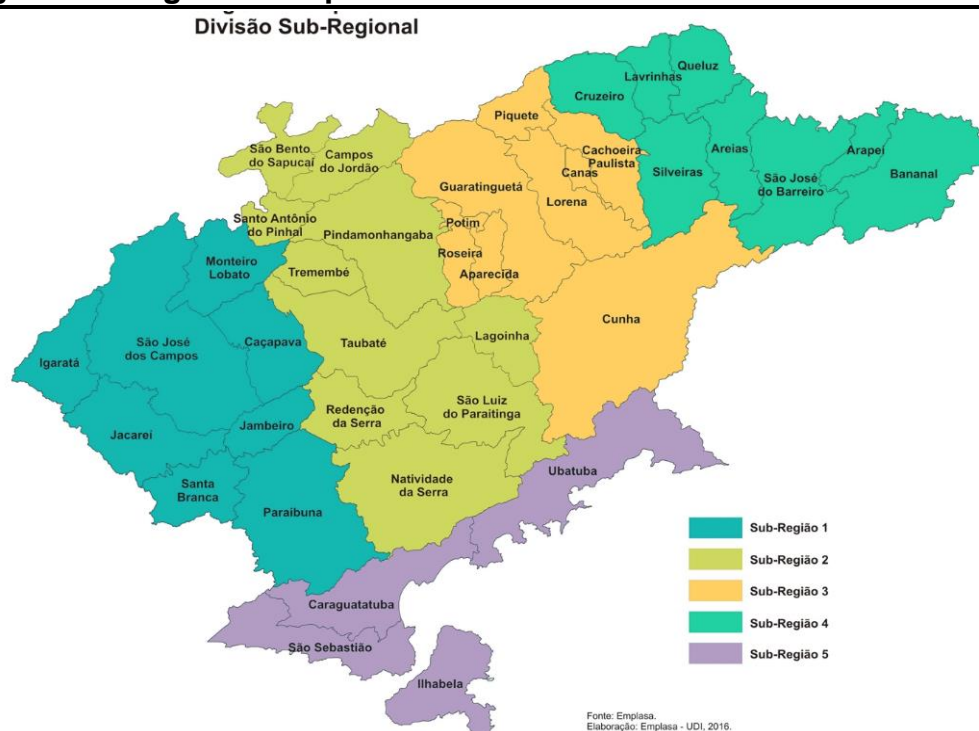 Divisão Sub-Regional
Queluz
Lavrinhas
Cruzeiro
Piquete
Cachoeira
Paulista
Canas
Silveiras
Areias
São José
do Barreiro
Arapeí
Bananal
São Bento
do Sapucaí
Campos
do Jordão
Guaratinguetá
Lorena
Santo Antônio
do Pinhal
Pindamonhangaba
Potim
Roseira
Aparecida
Monteiro
Lobato
Tremembé
Cunha
Igaratá
São José
dos Campos
Caçapava
Taubaté
Lagoinha
Redenção
da Serra
São Luiz
do Paraitinga
Jacareí
Jambeiro
Santa
Branca
Paraibuna
Natividade
da Serra
Ubatuba
Caraguatatuba
São Sebastião
Ilhabela
Sub-Região 1
Sub-Região 2
Sub-Região 3
Sub-Região 4
Sub-Região 5
Fonte: Emplasa.
Elaboração: Emplasa - UDI, 2016.